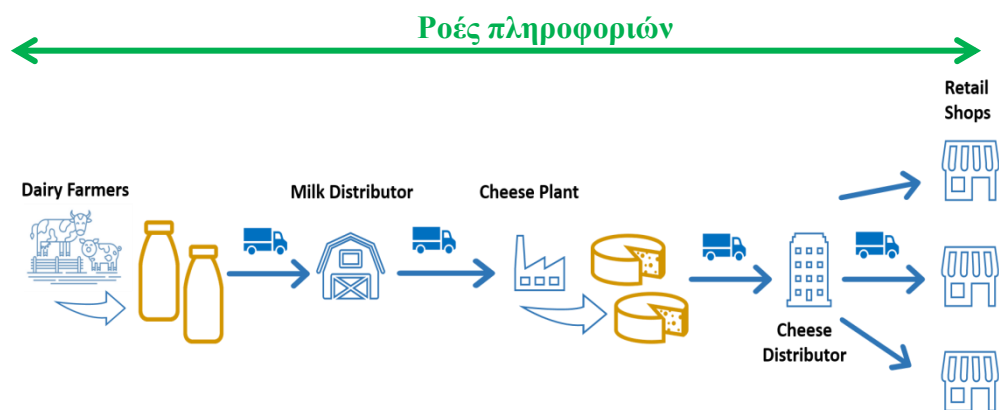 Ροές πληροφοριών
Retail
Shops
Dairy Farmers
Milk Distributor
Cheese Plant
Cheese
Distributor